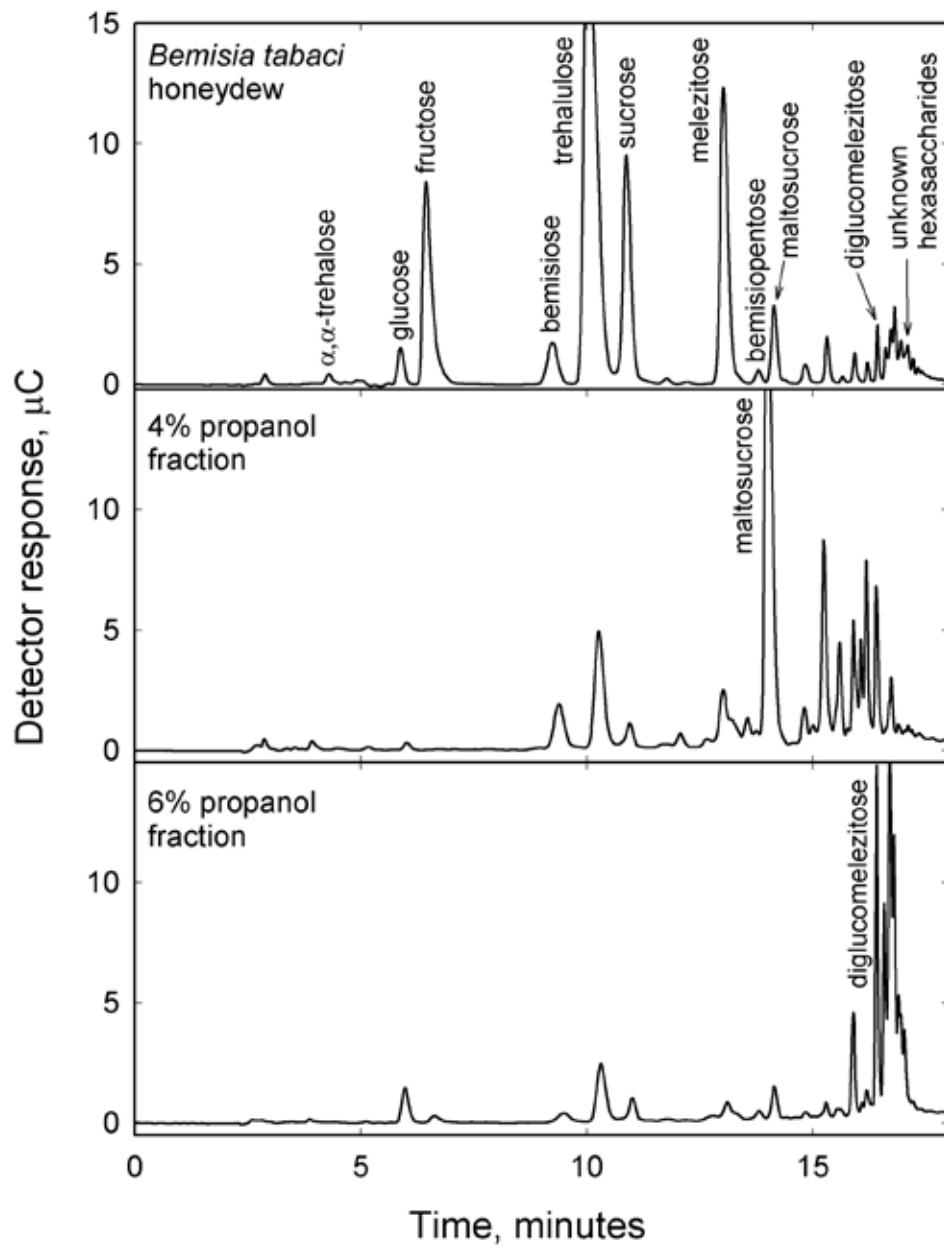 15
Bemisia tabaci
honeydew
α,α-trehalose
glucose
fructose
bemisiose
trehalulose
sucrose
melezitose
bemisiopentose
maltosucrose
diglucomelezitose
unknown
hexasaccharides
10
5
0
4% propanol
fraction
maltosucrose
10
5
0
6% propanol
fraction
diglucomelezitose
10
5
0
0 5 10 15
Detector response, μC
Time, minutes